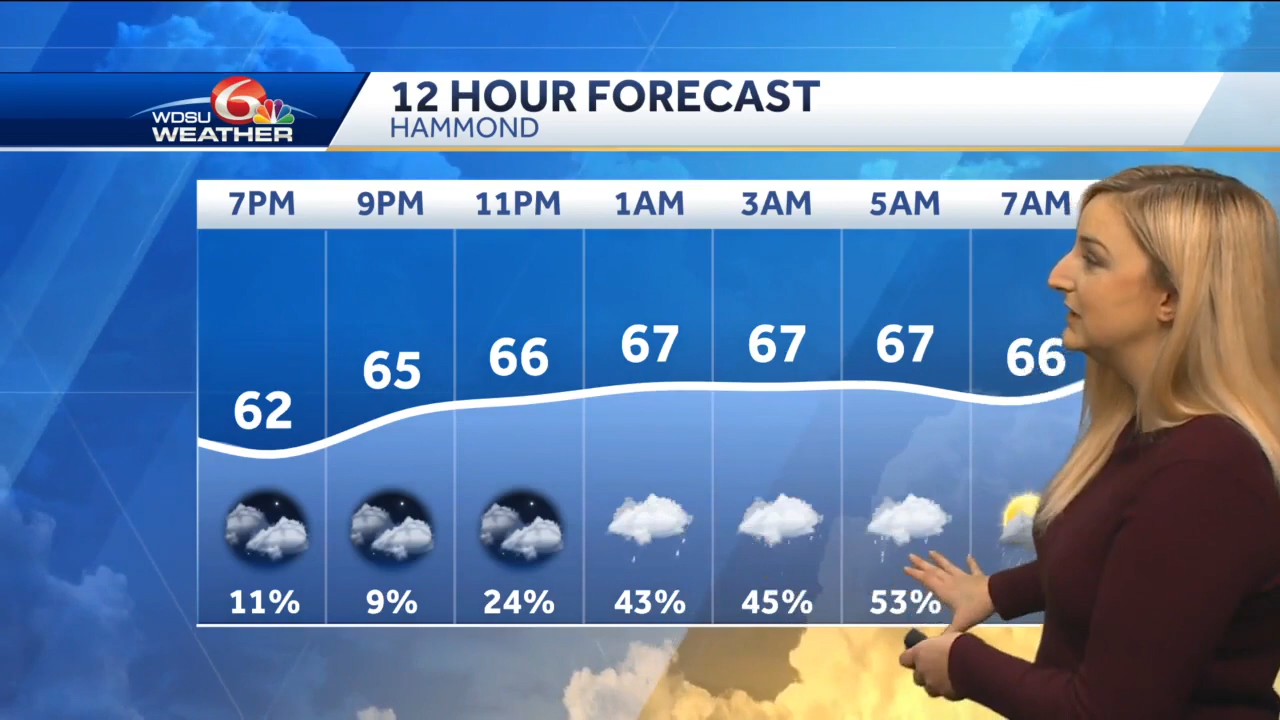 WDSU 6
WEATHER
12 HOUR FORECAST
HAMMOND
7PM 9PM 11PM 1AM 3AM 5AM 7AM
62 65 66 67 67 67 66
11% 9% 24% 43% 45% 53%